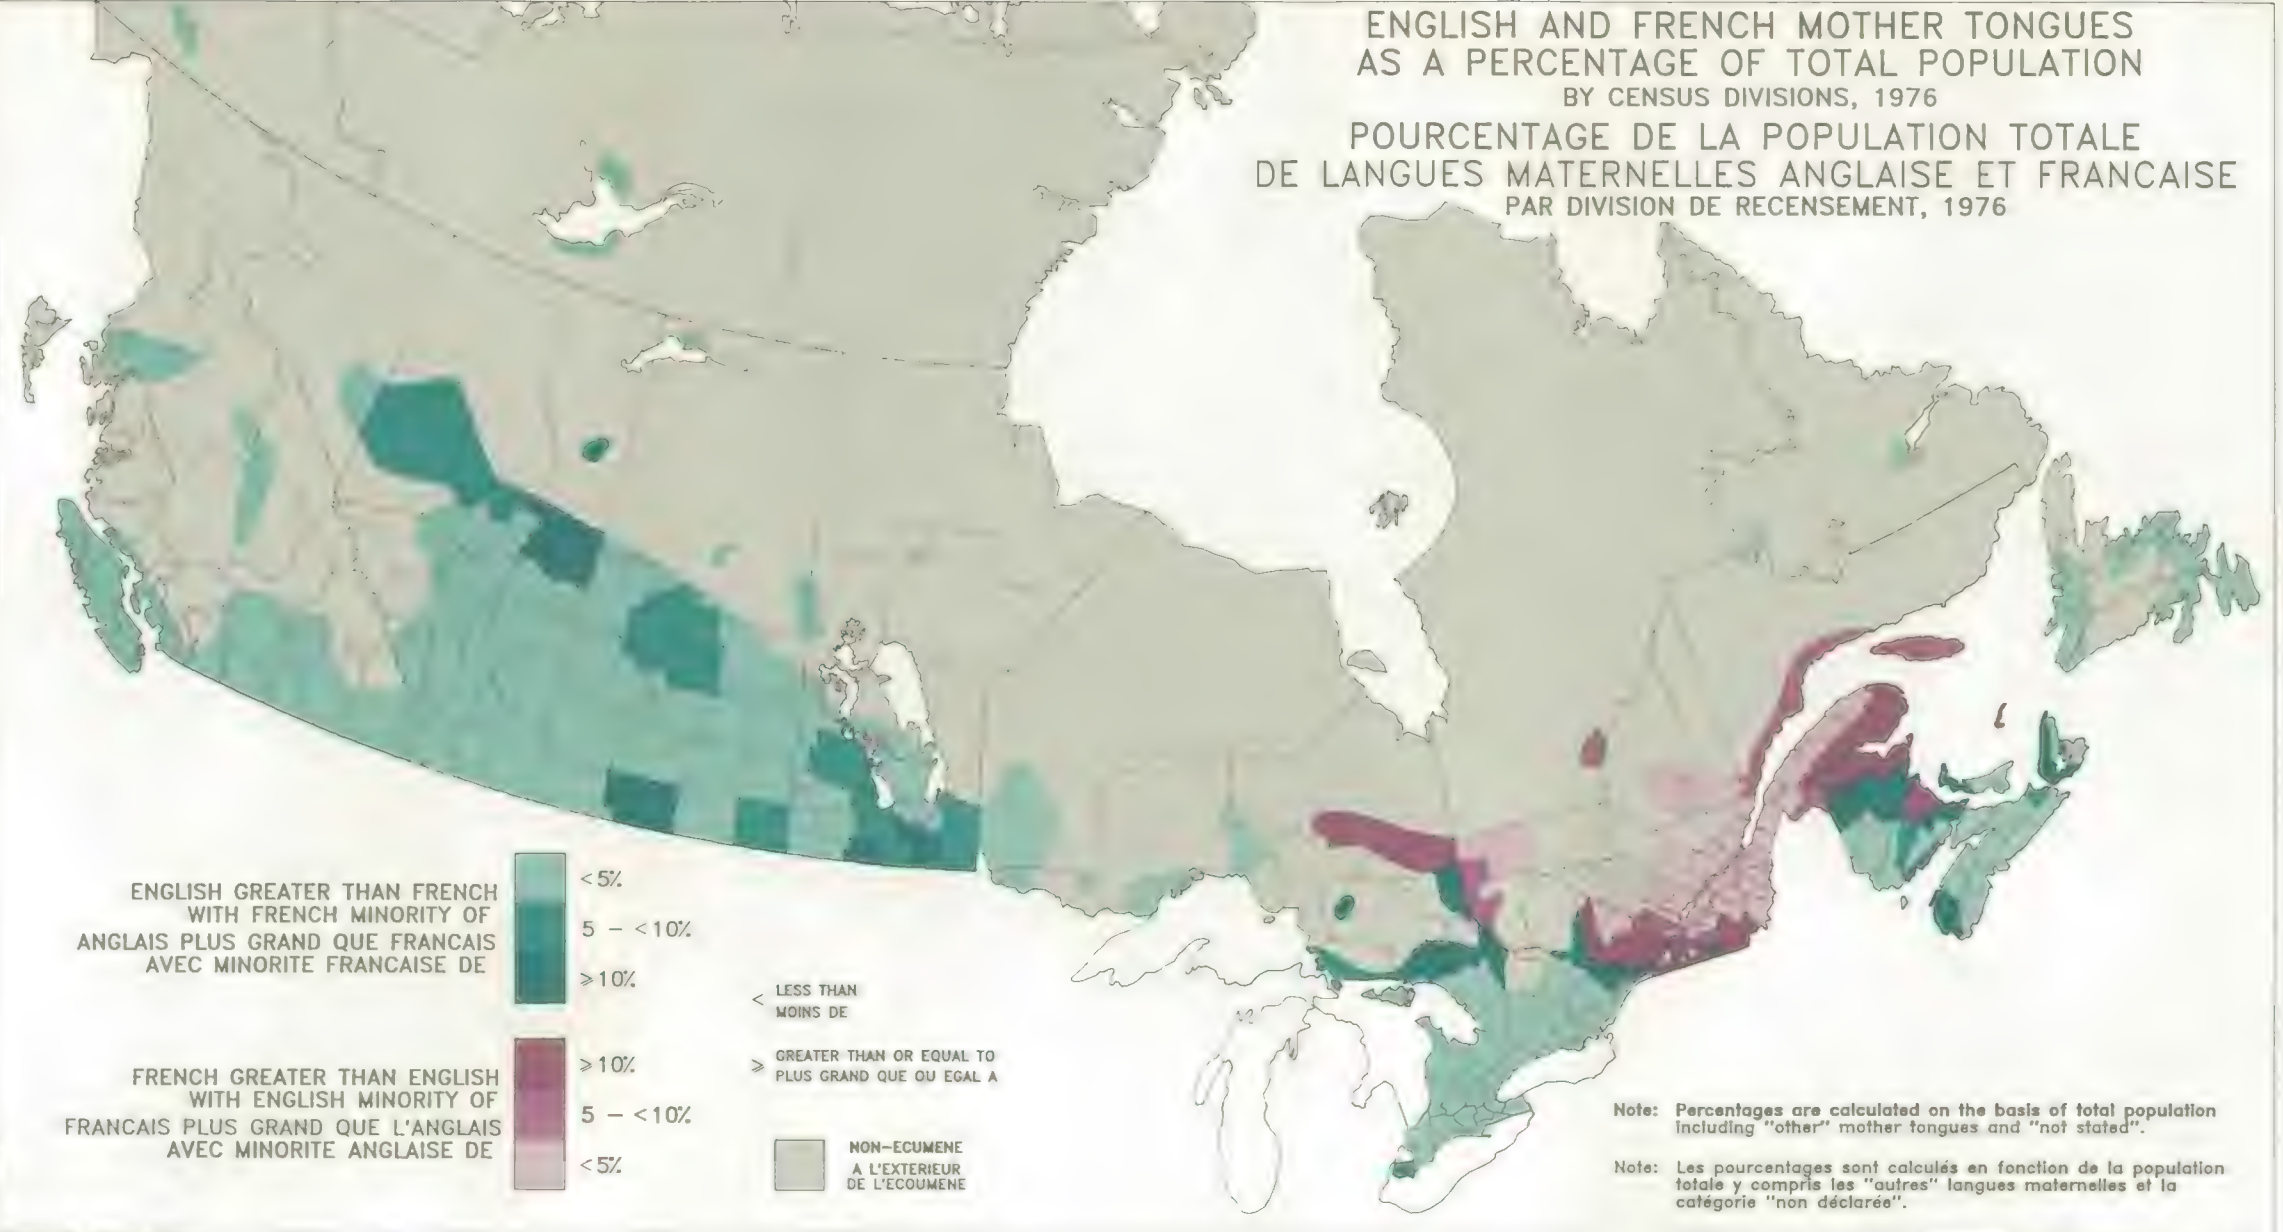 ENGLISH AND FRENCH MOTHER TONGUES
AS A PERCENTAGE OF TOTAL POPULATION
BY CENSUS DIVISIONS, 1976
POURCENTAGE DE LA POPULATION TOTALE
DE LANGUES MATERNELLES ANGLAISE ET FRANCAISE
PAR DIVISION DE RECENSEMENT, 1976
ENGLISH GREATER THAN FRENCH
WITH FRENCH MINORITY OF
ANGLAIS PLUS GRAND QUE FRANCAIS
AVEC MINORITE FRANCAISE DE
<5%
5 – <10%
⩾10%
FRENCH GREATER THAN ENGLISH
WITH ENGLISH MINORITY OF
FRANCAIS PLUS GRAND QUE L'ANGLAIS
AVEC MINORITE ANGLAISE DE
⩾10%
5 – <10%
<5%
< LESS THAN
MOINS DE
⩾ GREATER THAN OR EQUAL TO
PLUS GRAND QUE OU EGAL A
NON-ECUMENE
A L'EXTERIEUR
DE L'ECOUMENE
Note: Percentages are calculated on the basis of total population
including "other" mother tongues and "not stated".
Note: Les pourcentages sont calculés en fonction de la population
totale y compris les "autres" langues maternelles et la
catégorie "non déclarée".